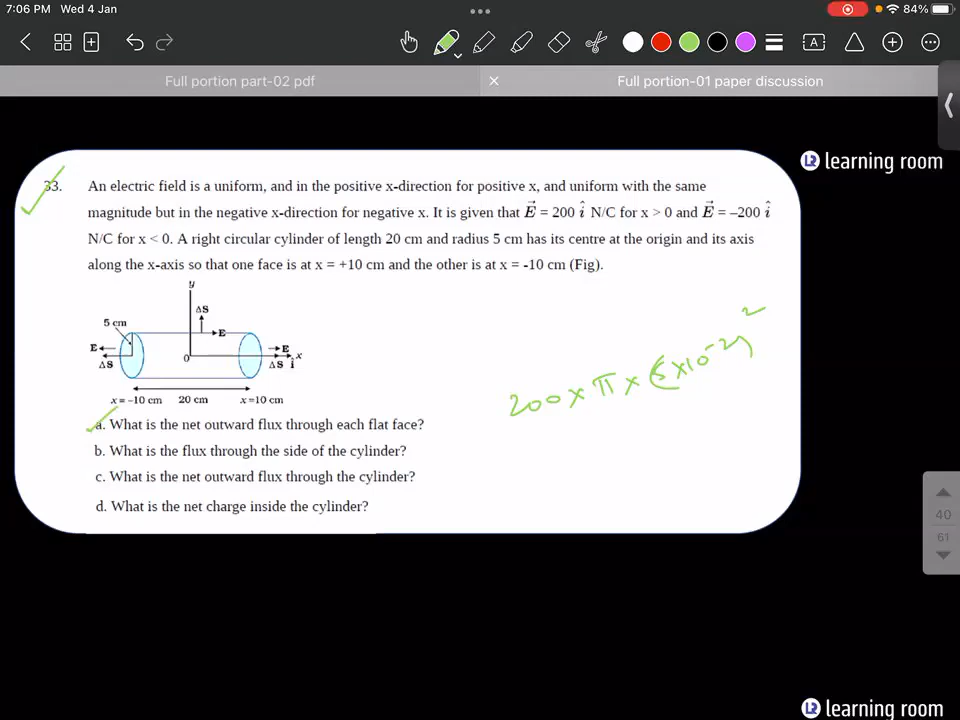 7:06 PM Wed 4 Jan
84%
A
Full portion part-02 pdf
Full portion-01 paper discussion
learning room
33. An electric field is a uniform, and in the positive x-direction for positive x, and uniform with the same
magnitude but in the negative x-direction for negative x. It is given that E⃗ = 200 î N/C for x > 0 and E⃗ = –200 î
N/C for x < 0. A right circular cylinder of length 20 cm and radius 5 cm has its centre at the origin and its axis
along the x-axis so that one face is at x = +10 cm and the other is at x = -10 cm (Fig).
y
ΔS
5 cm
E
E
E
x
0
ΔS
ΔS î
x = –10 cm 20 cm x =10 cm
200 × π × (5×10⁻²)²
a. What is the net outward flux through each flat face?
b. What is the flux through the side of the cylinder?
c. What is the net outward flux through the cylinder?
d. What is the net charge inside the cylinder?
40
61
learning room